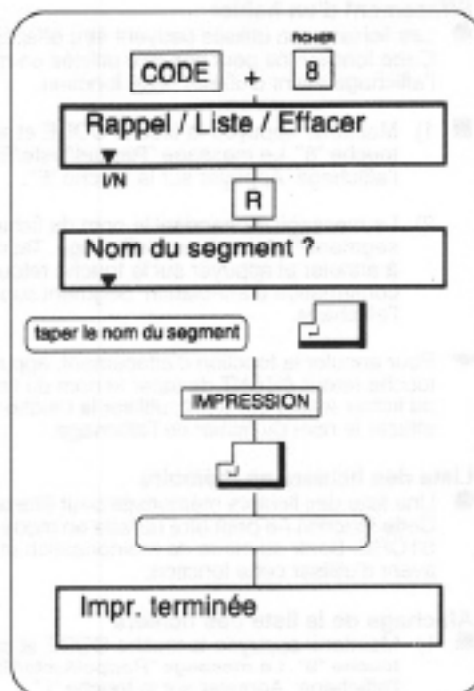 FICHIER
CODE + 8
Rappel / Liste / Effacer
I/N
R
Nom du segment ?
taper le nom du segment
IMPRESSION
Impr. terminée